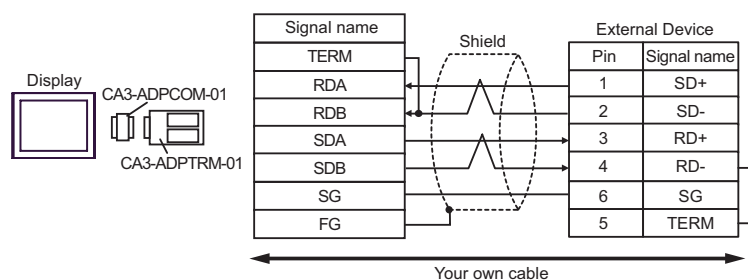 Display
CA3-ADPCOM-01
CA3-ADPTRM-01
Signal name
TERM
RDA
RDB
SDA
SDB
SG
FG
Shield
External Device
Pin Signal name
1 SD+
2 SD-
3 RD+
4 RD-
6 SG
5 TERM
Your own cable